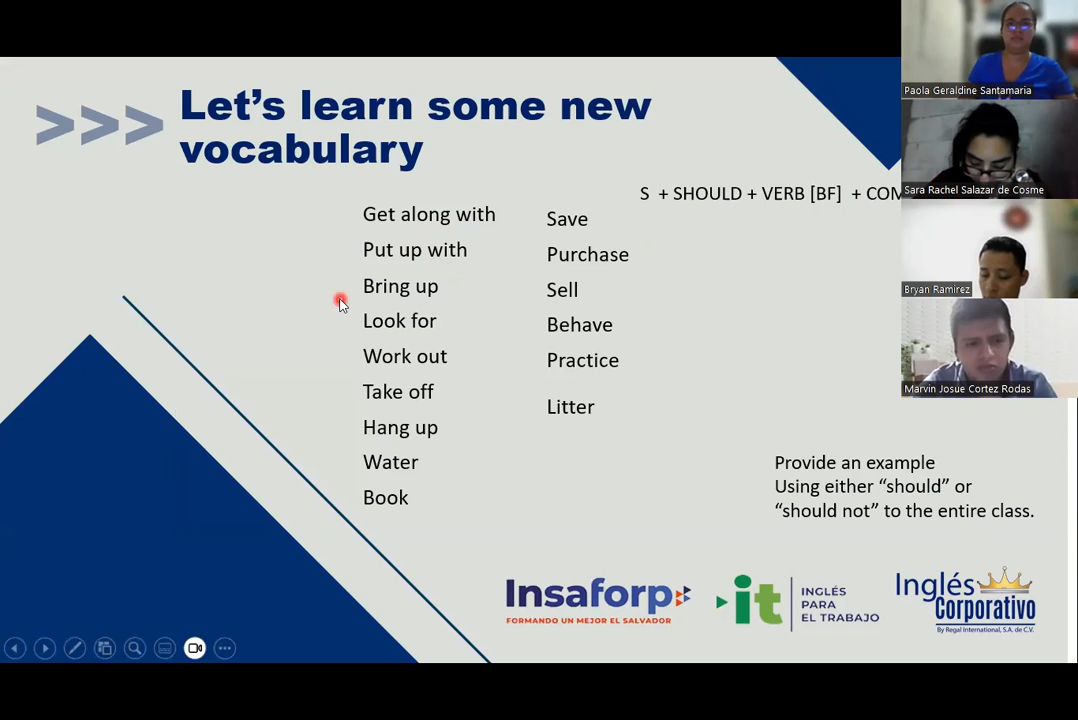 Let's learn some new
vocabulary
S + SHOULD + VERB [BF] + COM
Get along with
Put up with
Bring up
Look for
Work out
Take off
Hang up
Water
Book
Save
Purchase
Sell
Behave
Practice
Litter
Provide an example
Using either “should” or
“should not” to the entire class.
Insaforp
FORMANDO UN MEJOR EL SALVADOR
it
INGLÉS
PARA
EL TRABAJO
Inglés
Corporativo
By Regal International, S.A. de C.V.
Paola Geraldine Santamaria
Sara Rachel Salazar de Cosme
Bryan Ramirez
Marvin Josue Cortez Rodas